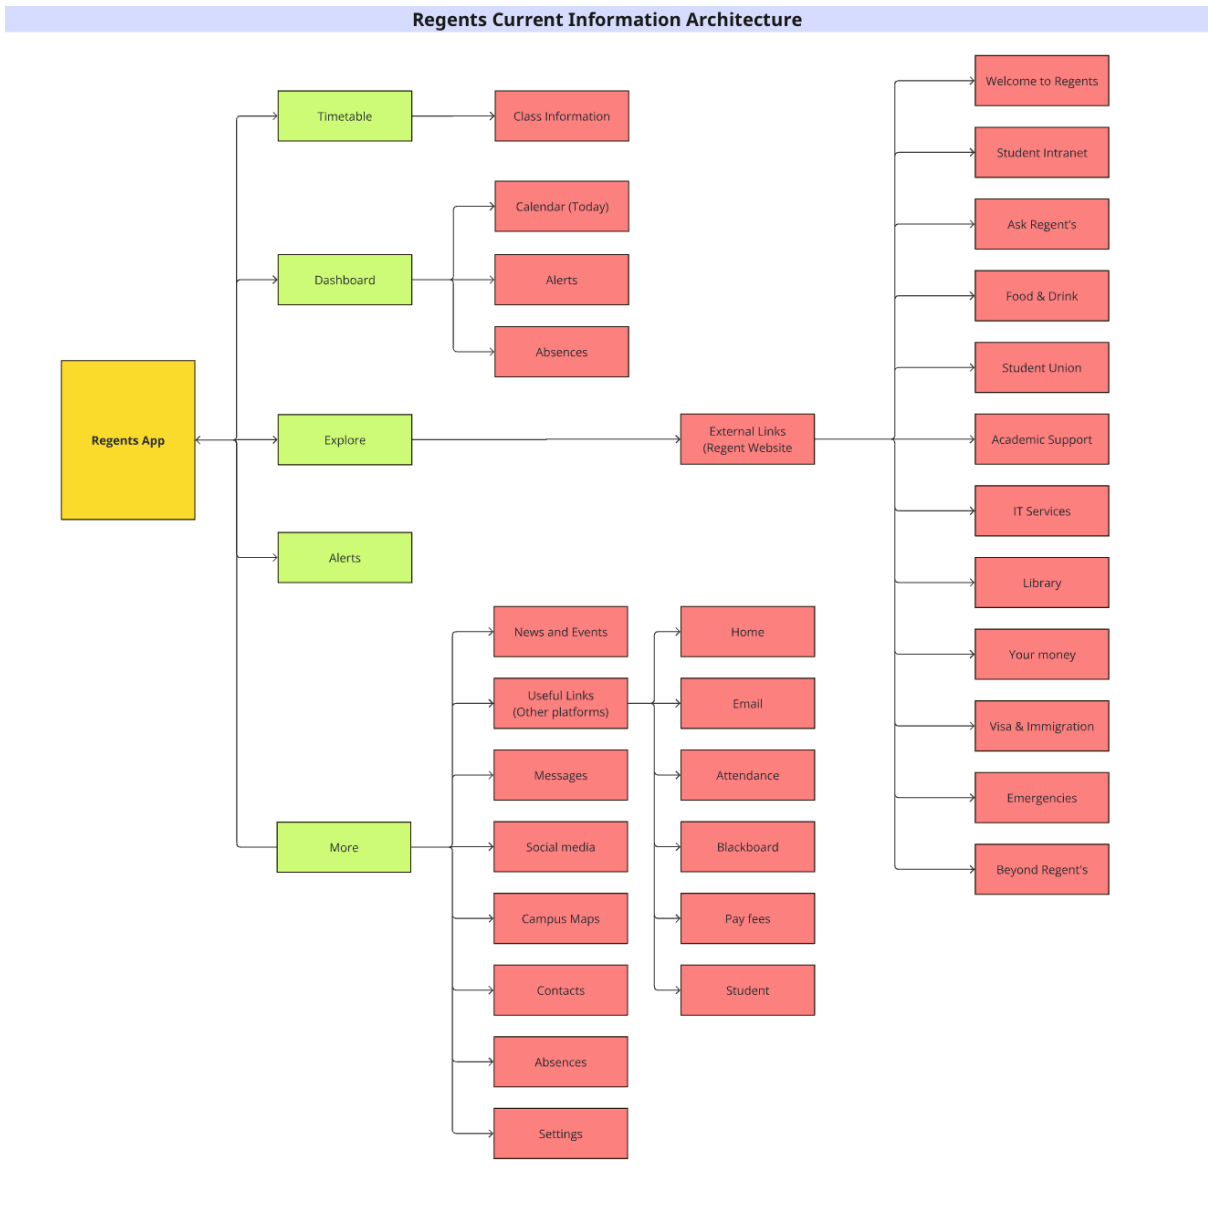 Regents Current Information Architecture
Regents App
Timetable
Class Information
Dashboard
Calendar (Today)
Alerts
Absences
Explore
External Links
(Regent Website
Welcome to Regents
Student Intranet
Ask Regent's
Food & Drink
Student Union
Academic Support
IT Services
Library
Your money
Visa & Immigration
Emergencies
Beyond Regent's
Alerts
More
News and Events
Useful Links
(Other platforms)
Home
Email
Attendance
Blackboard
Pay fees
Student
Messages
Social media
Campus Maps
Contacts
Absences
Settings